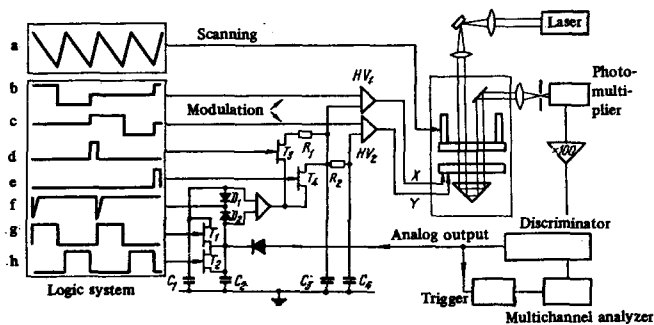 a
Scanning
Laser
b
HV₁
Photo-
multi-
plier
c
Modulation
d
T₃
R₁
×100
e
T₄
R₂
HV₂
X
Y
f
D₁
D₂
g
T₁
Discriminator
Analog output
h
T₂
C₁
C₂
C₃
C₄
Logic system
Trigger
Multichannel analyzer